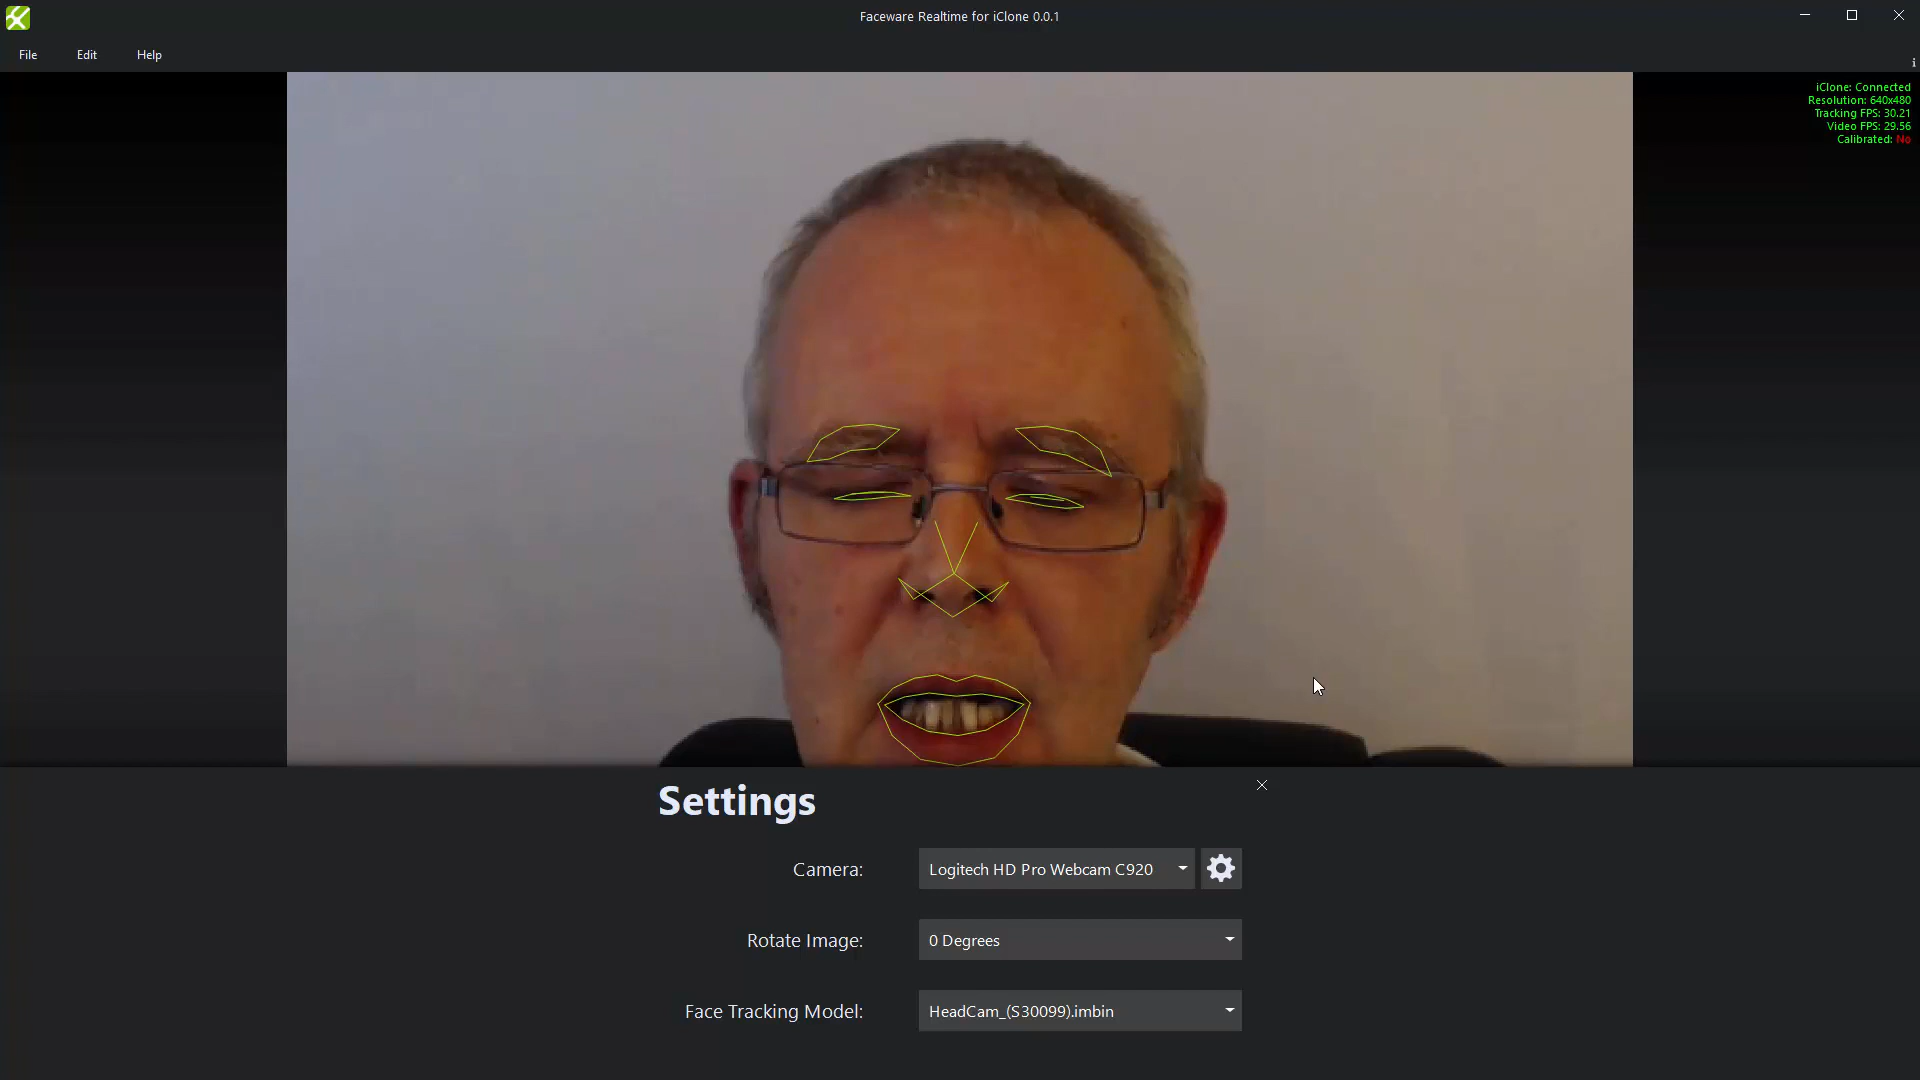 Faceware Realtime for iClone 0.0.1
File Edit Help
i
iClone: Connected
Resolution: 640x480
Tracking FPS: 30.21
Video FPS: 29.56
Calibrated: No
Settings
Camera: Logitech HD Pro Webcam C920
Rotate Image: 0 Degrees
Face Tracking Model: HeadCam_(S30099).imbin